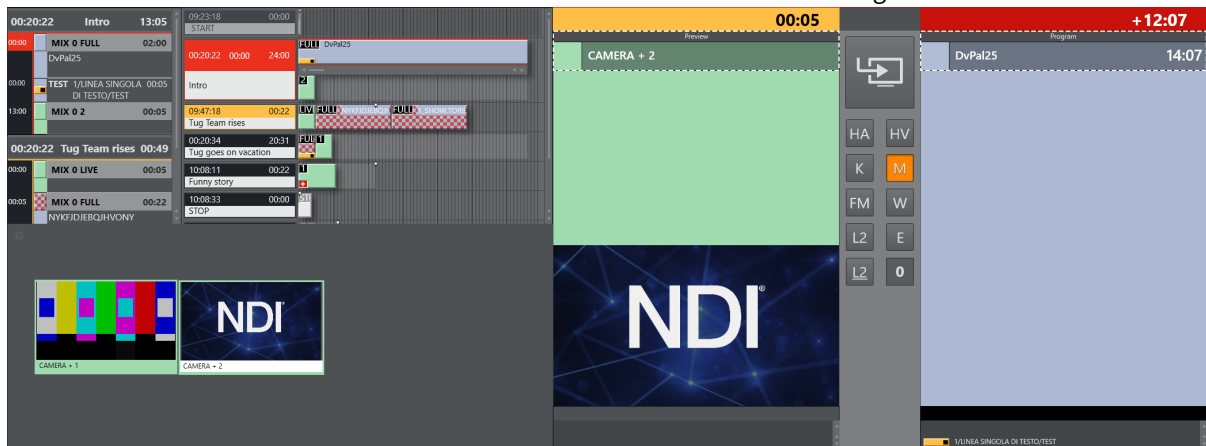 00:20:22 Intro 13:05
00:00 MIX 0 FULL 02:00
DvPal25
00:00 TEST 1/LINEA SINGOLA 00:05
DI TESTO/TEST
13:00 MIX 0 2 00:05
00:20:22 Tug Team rises 00:49
00:00 MIX 0 LIVE 00:05
00:05 MIX 0 FULL 00:22
NYKFJDJEBQJHVONY
09:23:18 00:00
START
00:20:22 00:00 24:00
Intro
FULL DvPal25
2
09:47:18 00:22
Tug Team rises
FULL
FULL
00:20:34 20:31
Tug goes on vacation
1
10:08:11 00:22
Funny story
1
10:08:33 00:00
STOP
CAMERA + 1
CAMERA + 2
NDI
00:05
Preview
CAMERA + 2
NDI®
HA HV
K M
FM W
L2 E
L2 0
+12:07
Program
DvPal25 14:07
1/LINEA SINGOLA DI TESTO/TEST